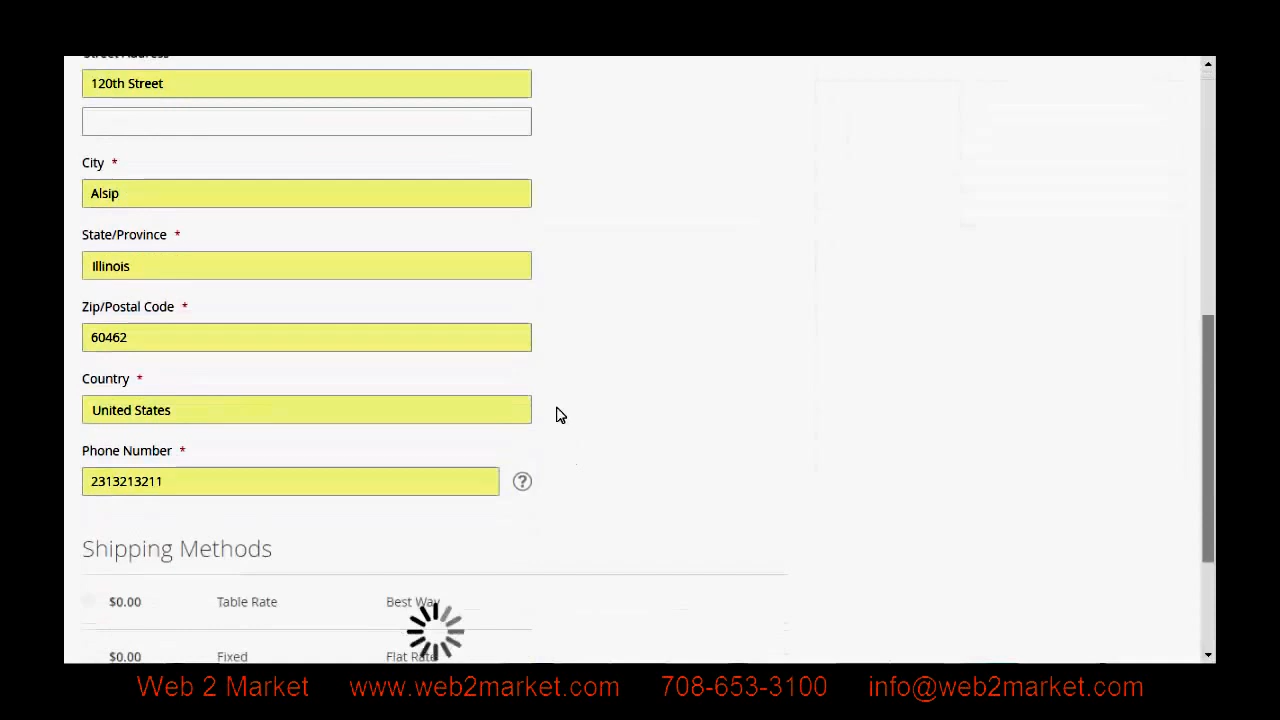 Street Address
120th Street
City *
Alsip
State/Province *
Illinois
Zip/Postal Code *
60462
Country *
United States
Phone Number *
2313213211 ?
Shipping Methods
$0.00 Table Rate Best Way
$0.00 Fixed Flat Rate
Web 2 Market www.web2market.com 708-653-3100 info@web2market.com